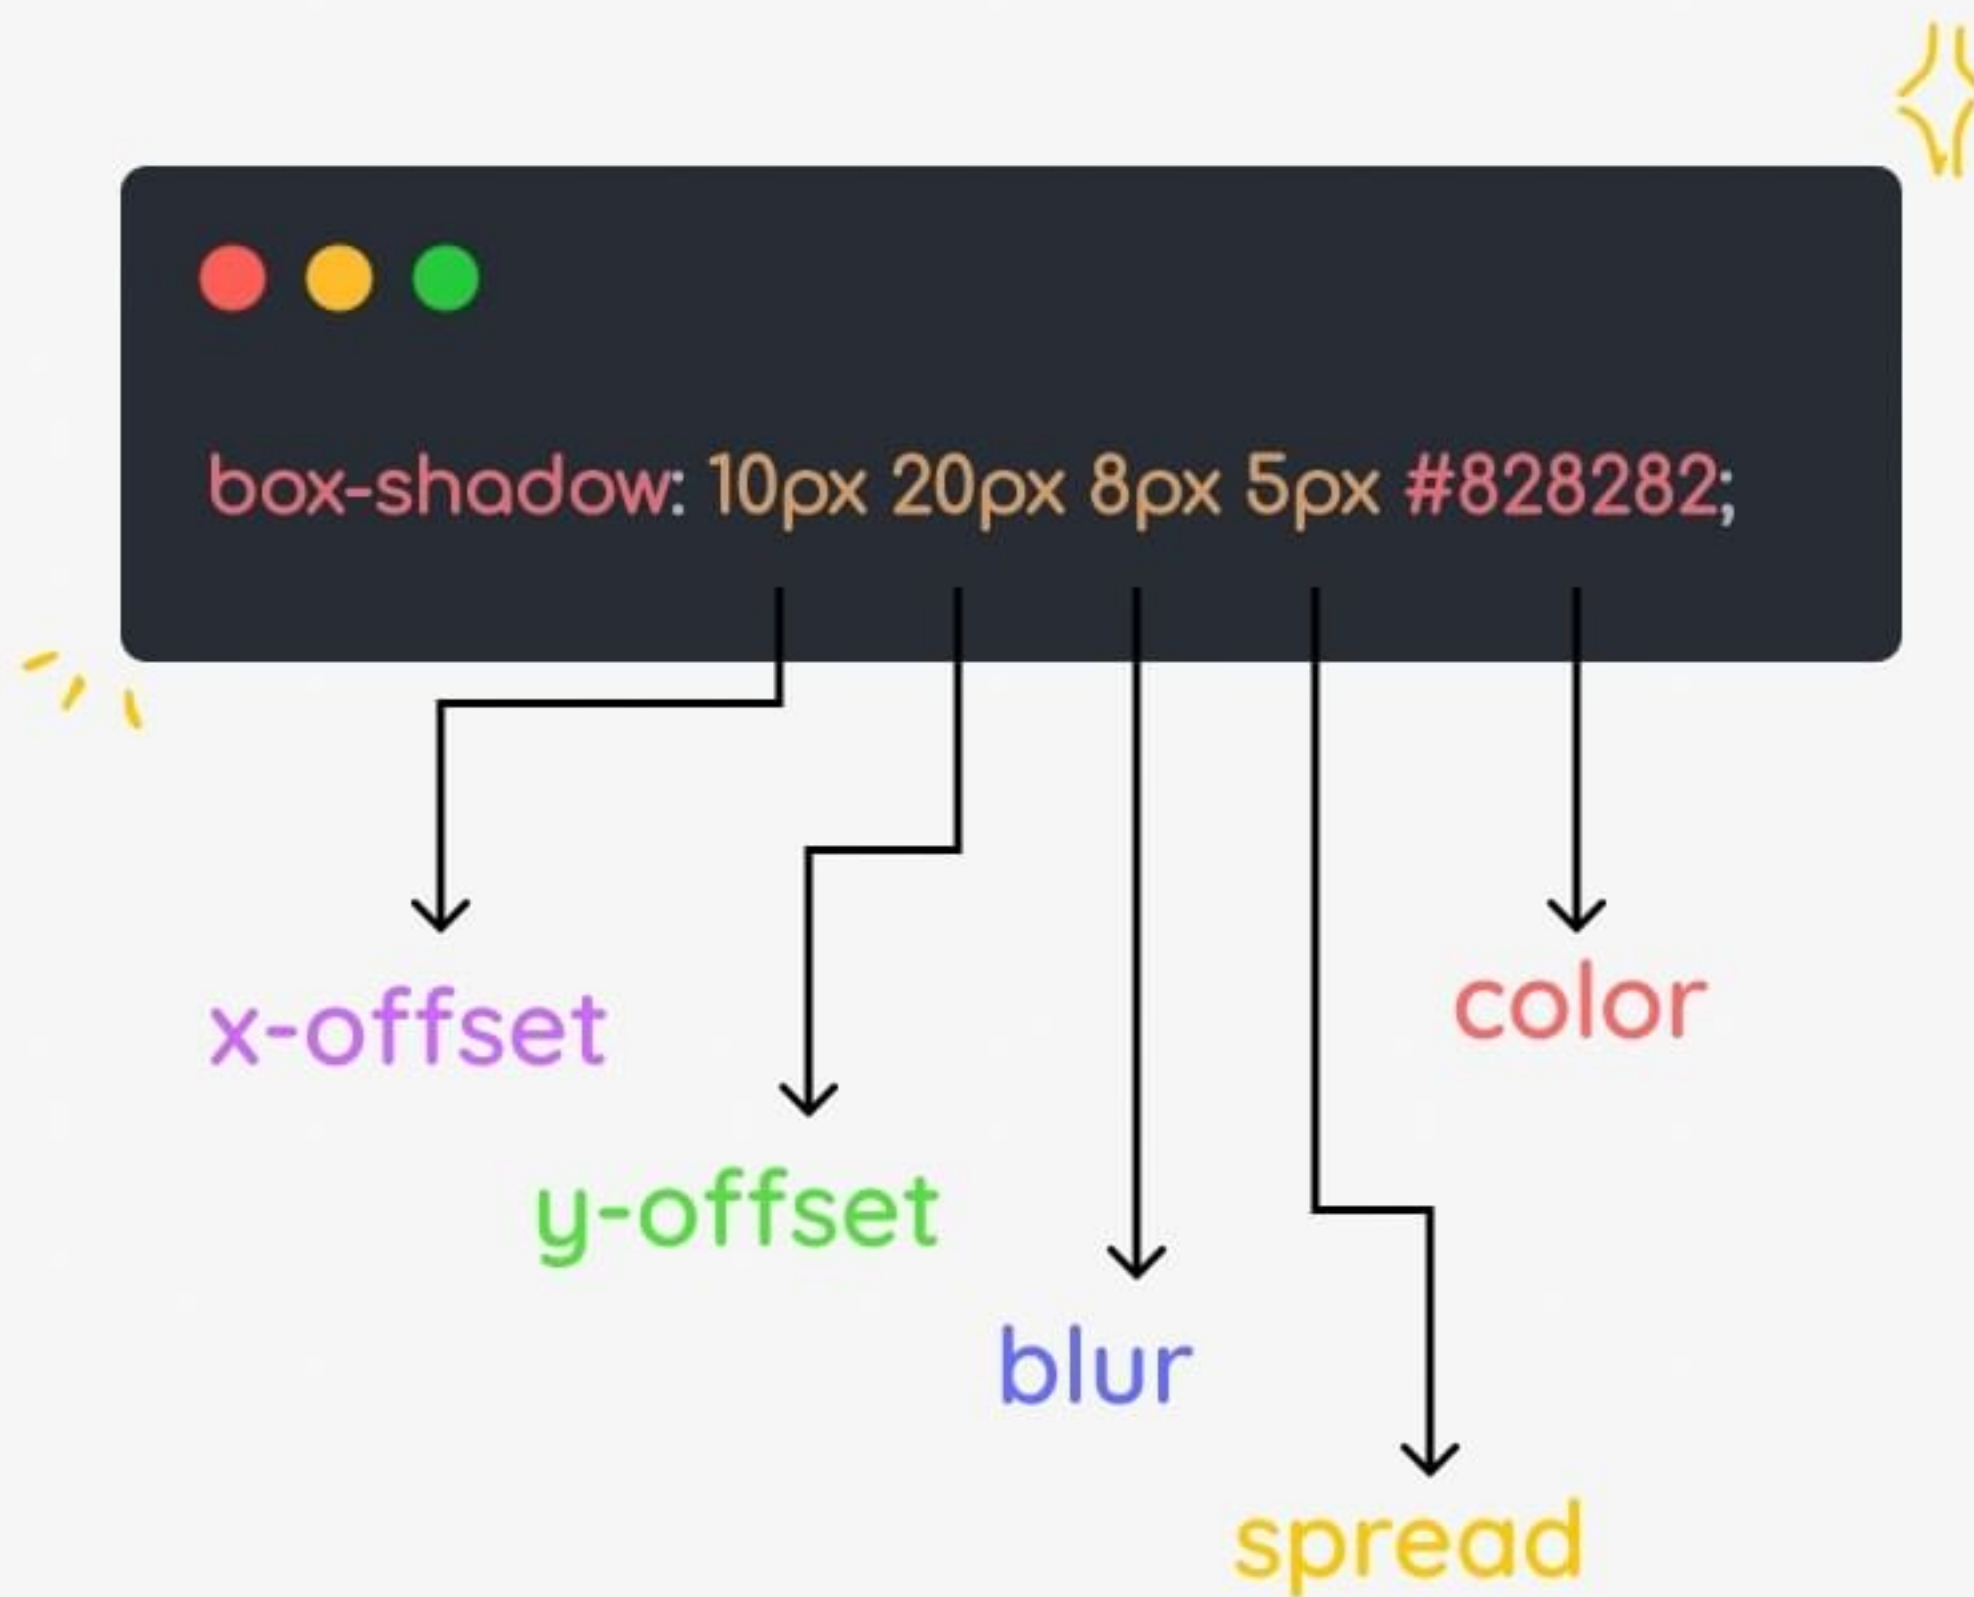 box-shadow: 10px 20px 8px 5px #828282;
x-offset
color
y-offset
blur
spread